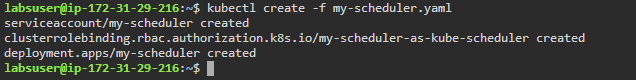 labsuser@ip-172-31-29-216:~$ kubectl create -f my-scheduler.yaml
serviceaccount/my-scheduler created
clusterrolebinding.rbac.authorization.k8s.io/my-scheduler-as-kube-scheduler created
deployment.apps/my-scheduler created
labsuser@ip-172-31-29-216:~$